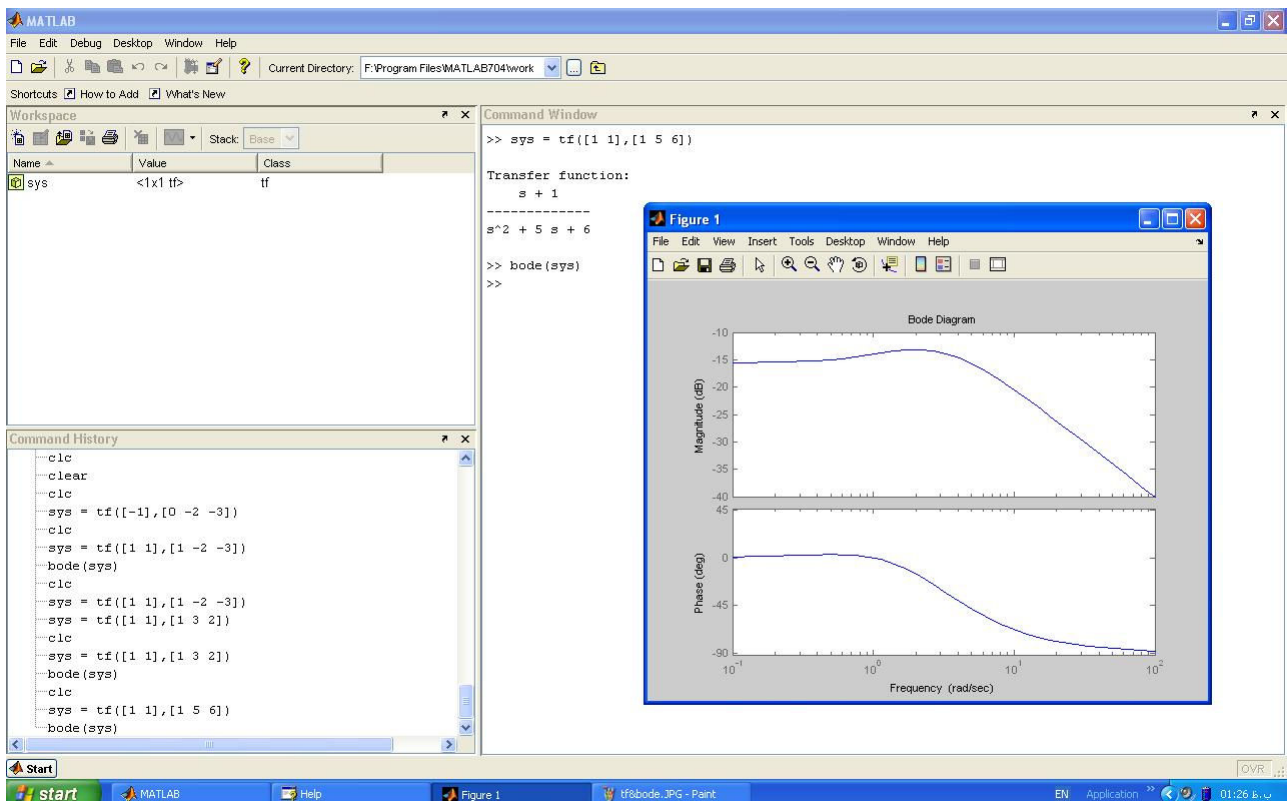 MATLAB
File Edit Debug Desktop Window Help
Current Directory: F:\Program Files\MATLAB704\work
Shortcuts How to Add What's New
Workspace
Stack: Base
Name Value Class
sys <1x1 tf> tf
Command History
clc
clear
clc
sys = tf([-1],[0 -2 -3])
clc
sys = tf([1 1],[1 -2 -3])
bode(sys)
clc
sys = tf([1 1],[1 -2 -3])
sys = tf([1 1],[1 3 2])
clc
sys = tf([1 1],[1 3 2])
bode(sys)
clc
sys = tf([1 1],[1 5 6])
bode(sys)
Command Window
>> sys = tf([1 1],[1 5 6])
Transfer function:
s + 1
-------------
s^2 + 5 s + 6
>> bode(sys)
>>
Figure 1
File Edit View Insert Tools Desktop Window Help
Bode Diagram
Magnitude (dB)
-10
-15
-20
-25
-30
-35
-40
Phase (deg)
45
0
-45
-90
10^-1 10^0 10^1 10^2
Frequency (rad/sec)
Start
OVR
start
MATLAB
Help
Figure 1
tf&bode.JPG - Paint
EN
Application
01:26 ب.ظ